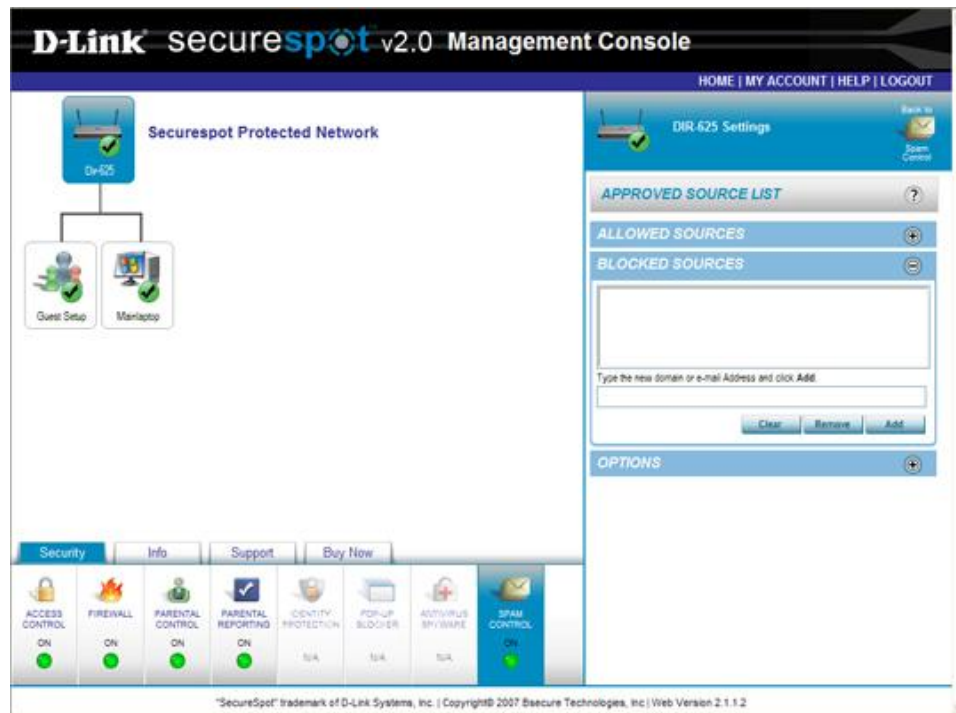 D-Link securespot v2.0 Management Console
HOME | MY ACCOUNT | HELP | LOGOUT
Dir-625
Securespot Protected Network
DIR-625 Settings
Back to
Spam
Control
APPROVED SOURCE LIST
?
ALLOWED SOURCES
BLOCKED SOURCES
Guest Setup
Mainlaptop
Type the new domain or e-mail Address and click Add.
Clear
Remove
Add
OPTIONS
Security
Info
Support
Buy Now
ACCESS CONTROL
ON
FIREWALL
ON
PARENTAL CONTROL
ON
PARENTAL REPORTING
ON
IDENTITY PROTECTION
N/A
POP-UP BLOCKER
N/A
ANTIVIRUS SPYWARE
N/A
SPAM CONTROL
ON
"SecureSpot" trademark of D-Link Systems, Inc. | Copyright© 2007 Bsecure Technologies, Inc | Web Version 2.1.1.2